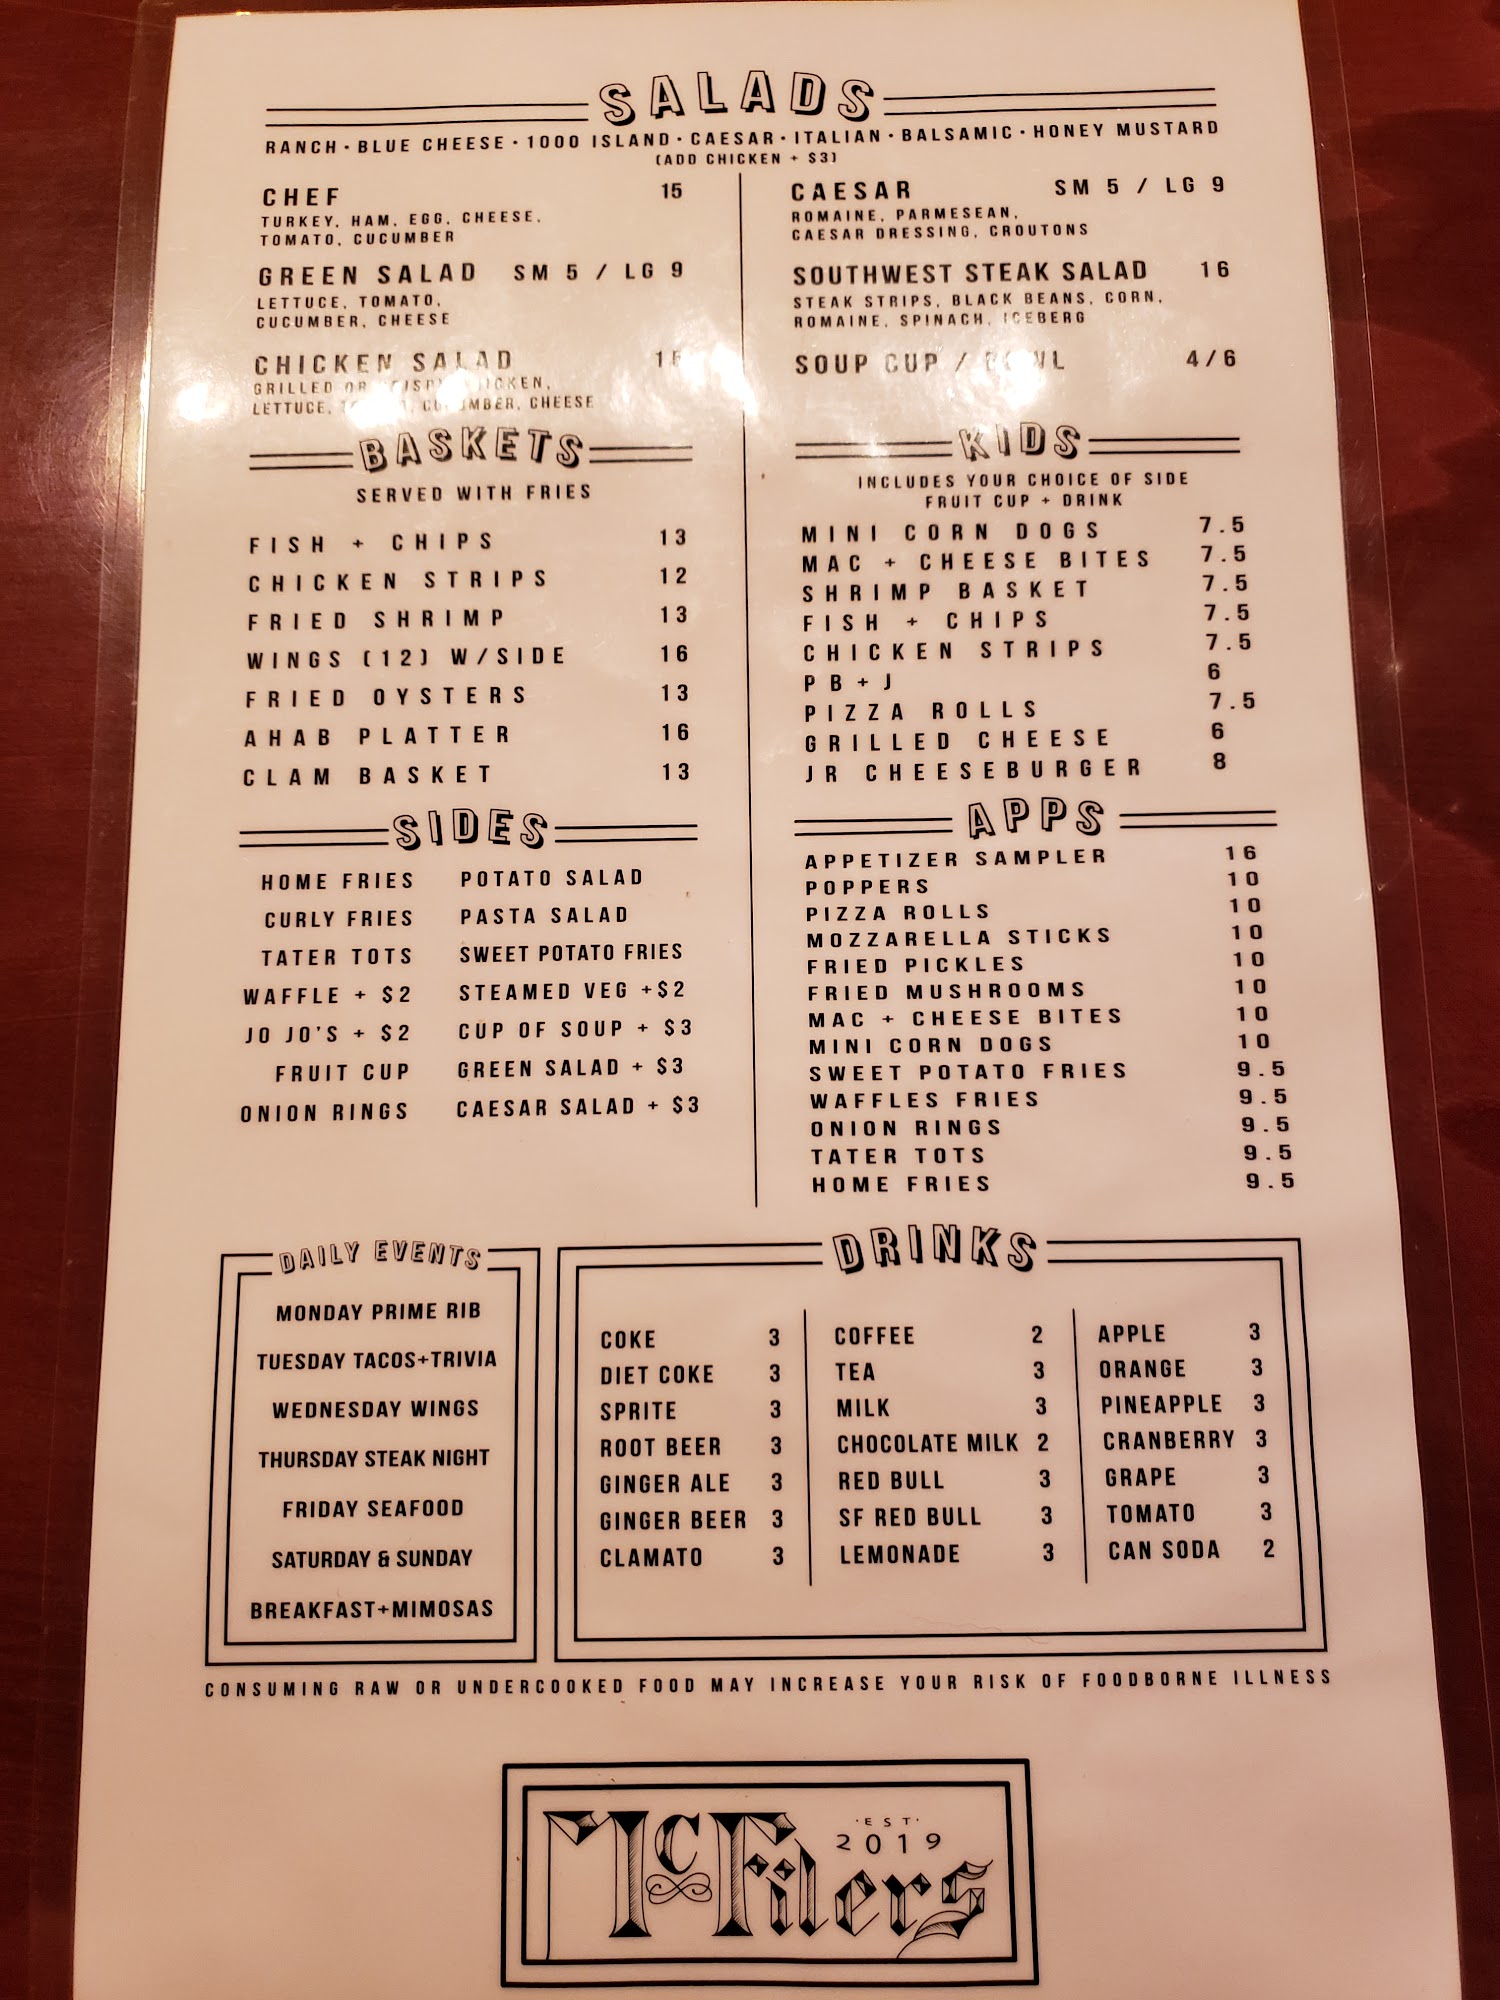 SALADS
RANCH · BLUE CHEESE · 1000 ISLAND · CAESAR · ITALIAN · BALSAMIC · HONEY MUSTARD
(ADD CHICKEN + $3)
CHEF 15
TURKEY, HAM, EGG, CHEESE,
TOMATO, CUCUMBER
GREEN SALAD SM 5 / LG 9
LETTUCE, TOMATO,
CUCUMBER, CHEESE
CHICKEN SALAD
GRILLED OR CRISPY CHICKEN,
LETTUCE, CUCUMBER, CHEESE
CAESAR SM 5 / LG 9
ROMAINE, PARMESEAN,
CAESAR DRESSING, CROUTONS
SOUTHWEST STEAK SALAD 16
STEAK STRIPS, BLACK BEANS, CORN,
ROMAINE, SPINACH, ICEBERG
SOUP CUP / BOWL 4/6
BASKETS
SERVED WITH FRIES
FISH + CHIPS 13
CHICKEN STRIPS 12
FRIED SHRIMP 13
WINGS (12) W/SIDE 16
FRIED OYSTERS 13
AHAB PLATTER 16
CLAM BASKET 13
KIDS
INCLUDES YOUR CHOICE OF SIDE
FRUIT CUP + DRINK
MINI CORN DOGS 7.5
MAC + CHEESE BITES 7.5
SHRIMP BASKET 7.5
FISH + CHIPS 7.5
CHICKEN STRIPS 7.5
PB+J 6
PIZZA ROLLS 7.5
GRILLED CHEESE 6
JR CHEESEBURGER 8
SIDES
HOME FRIES POTATO SALAD
CURLY FRIES PASTA SALAD
TATER TOTS SWEET POTATO FRIES
WAFFLE + $2 STEAMED VEG +$2
JO JO'S + $2 CUP OF SOUP + $3
FRUIT CUP GREEN SALAD + $3
ONION RINGS CAESAR SALAD + $3
APPS
APPETIZER SAMPLER 16
POPPERS 10
PIZZA ROLLS 10
MOZZARELLA STICKS 10
FRIED PICKLES 10
FRIED MUSHROOMS 10
MAC + CHEESE BITES 10
MINI CORN DOGS 10
SWEET POTATO FRIES 9.5
WAFFLES FRIES 9.5
ONION RINGS 9.5
TATER TOTS 9.5
HOME FRIES 9.5
DAILY EVENTS
MONDAY PRIME RIB
TUESDAY TACOS+TRIVIA
WEDNESDAY WINGS
THURSDAY STEAK NIGHT
FRIDAY SEAFOOD
SATURDAY & SUNDAY
BREAKFAST+MIMOSAS
DRINKS
COKE 3
DIET COKE 3
SPRITE 3
ROOT BEER 3
GINGER ALE 3
GINGER BEER 3
CLAMATO 3
COFFEE 2
TEA 3
MILK 3
CHOCOLATE MILK 2
RED BULL 3
SF RED BULL 3
LEMONADE 3
APPLE 3
ORANGE 3
PINEAPPLE 3
CRANBERRY 3
GRAPE 3
TOMATO 3
CAN SODA 2
CONSUMING RAW OR UNDERCOOKED FOOD MAY INCREASE YOUR RISK OF FOODBORNE ILLNESS
McFilers
·EST·
2019